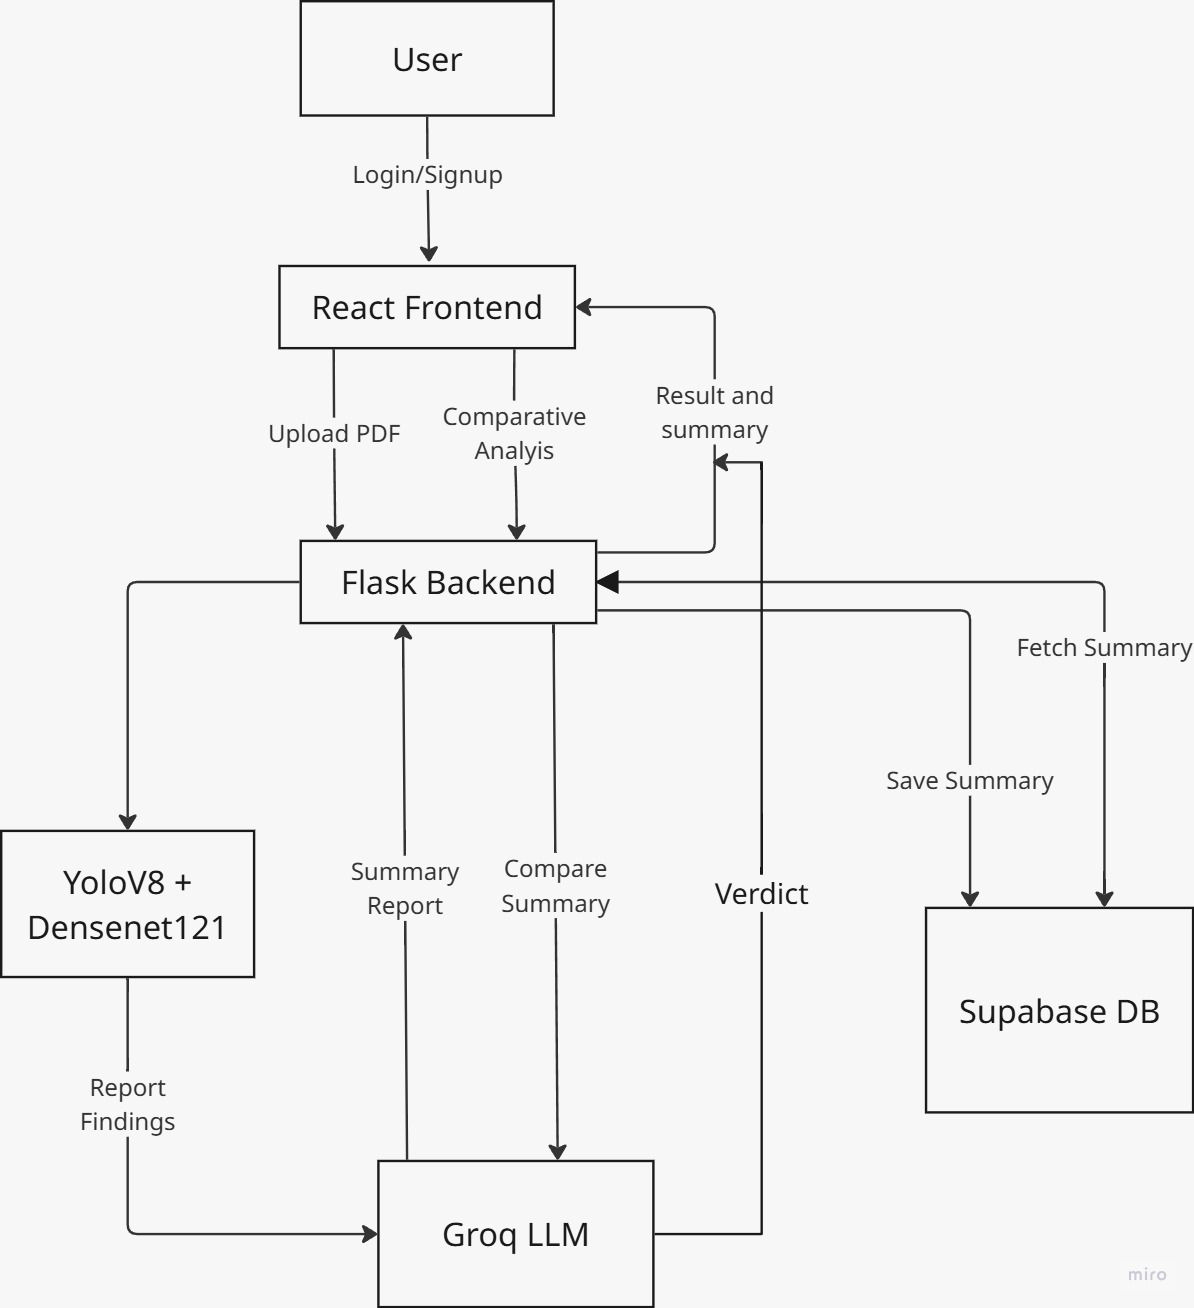 User
Login/Signup
React Frontend
Result and
summary
Comparative
Analyis
Upload PDF
Flask Backend
Fetch Summary
Save Summary
YoloV8 +
Densenet121
Summary
Report
Compare
Summary
Verdict
Supabase DB
Report
Findings
Groq LLM
miro